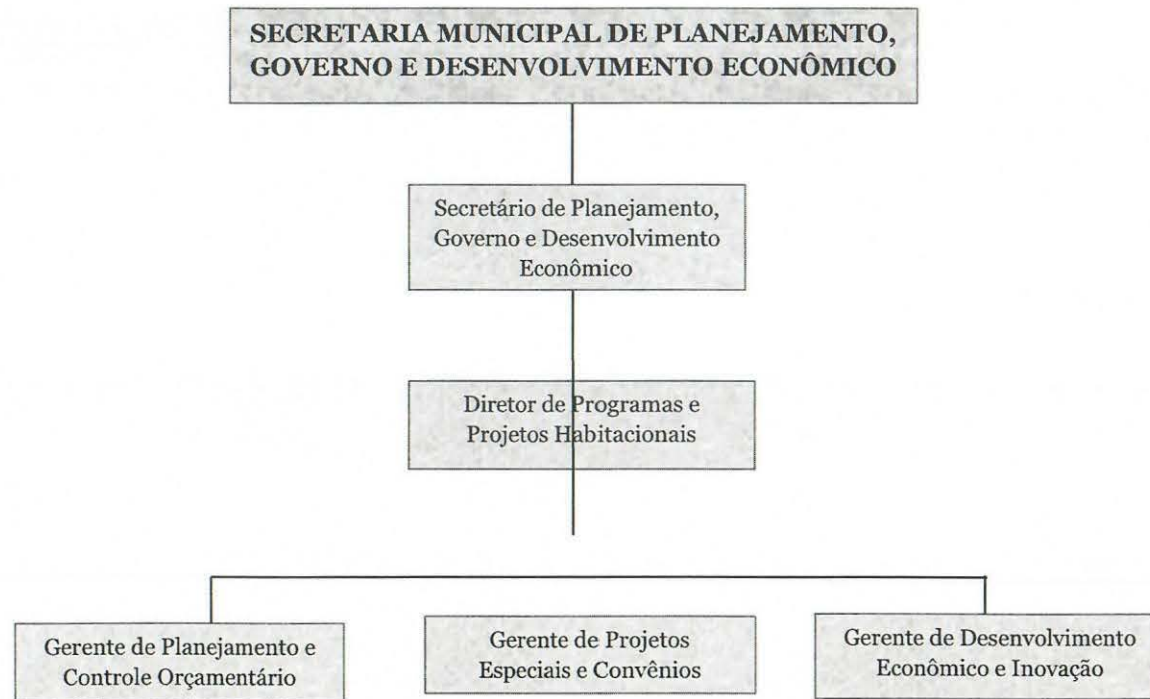 SECRETARIA MUNICIPAL DE PLANEJAMENTO,
GOVERNO E DESENVOLVIMENTO ECONÔMICO
Secretário de Planejamento,
Governo e Desenvolvimento
Econômico
Diretor de Programas e
Projetos Habitacionais
Gerente de Planejamento e
Controle Orçamentário
Gerente de Projetos
Especiais e Convênios
Gerente de Desenvolvimento
Econômico e Inovação